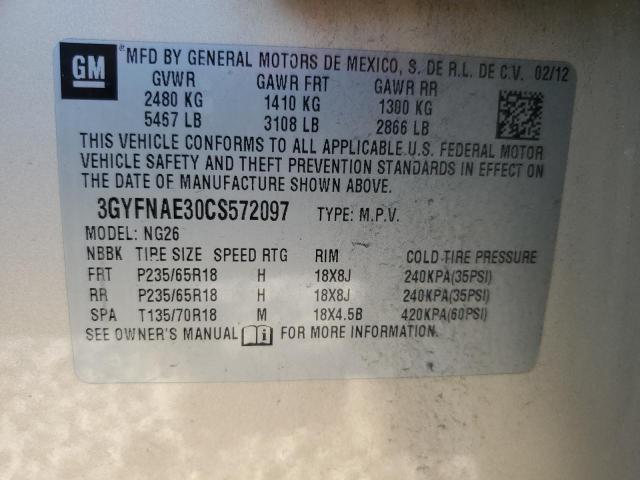 GM
MFD BY GENERAL MOTORS DE MEXICO, S. DE R.L. DE C.V. 02/12
GVWR GAWR FRT GAWR RR
2480 KG 1410 KG 1300 KG
5467 LB 3108 LB 2866 LB
THIS VEHICLE CONFORMS TO ALL APPLICABLE U.S. FEDERAL MOTOR
VEHICLE SAFETY AND THEFT PREVENTION STANDARDS IN EFFECT ON
THE DATE OF MANUFACTURE SHOWN ABOVE.
3GYFNAE30CS572097 TYPE: M.P.V.
MODEL: NG26
NBBK TIRE SIZE SPEED RTG RIM COLD TIRE PRESSURE
FRT P235/65R18 H 18X8J 240KPA(35PSI)
RR P235/65R18 H 18X8J 240KPA(35PSI)
SPA T135/70R18 M 18X4.5B 420KPA(60PSI)
SEE OWNER'S MANUAL FOR MORE INFORMATION.